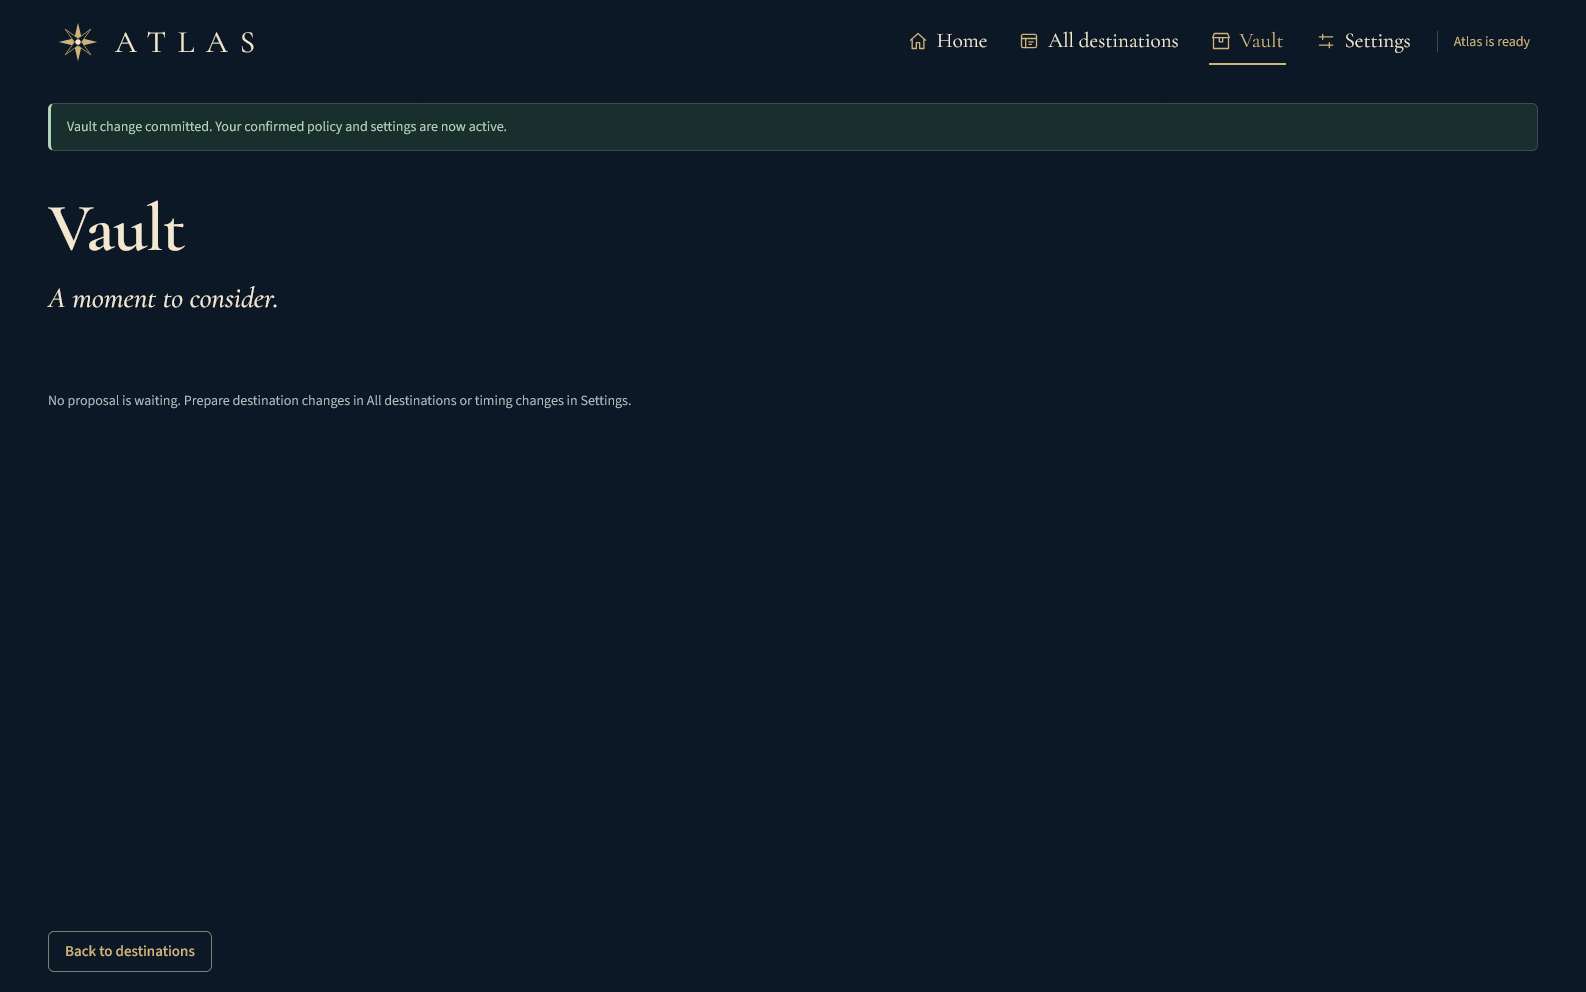 ATLAS
Home
All destinations
Vault
Settings
Atlas is ready
Vault change committed. Your confirmed policy and settings are now active.
Vault
A moment to consider.
No proposal is waiting. Prepare destination changes in All destinations or timing changes in Settings.
Back to destinations